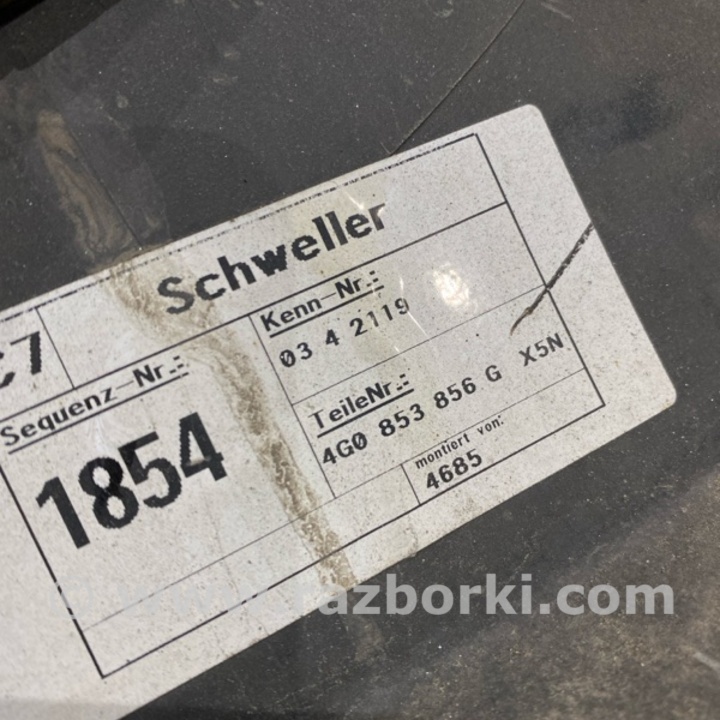 C7
Schweller
Sequenz-Nr.:
1854
Kenn-Nr.:
03 4 2119
TeileNr.:
4G0 853 856 G X5N
montiert von:
4685
razborki.com